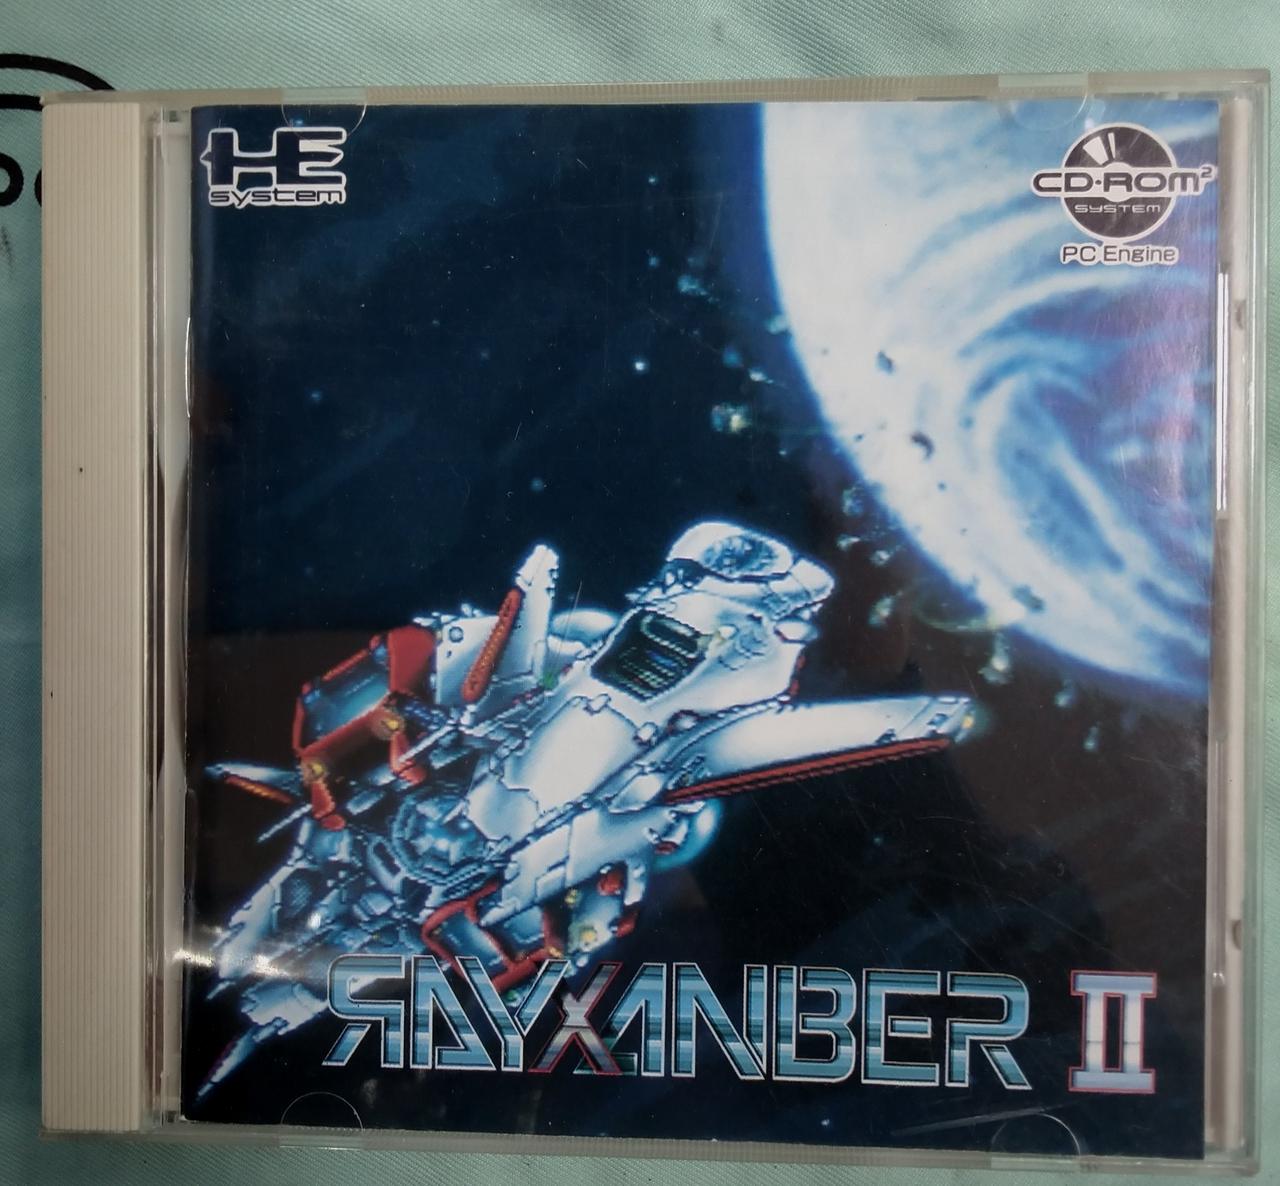 HE
system
CD-ROM²
SYSTEM
PC Engine
RAYXANBER II